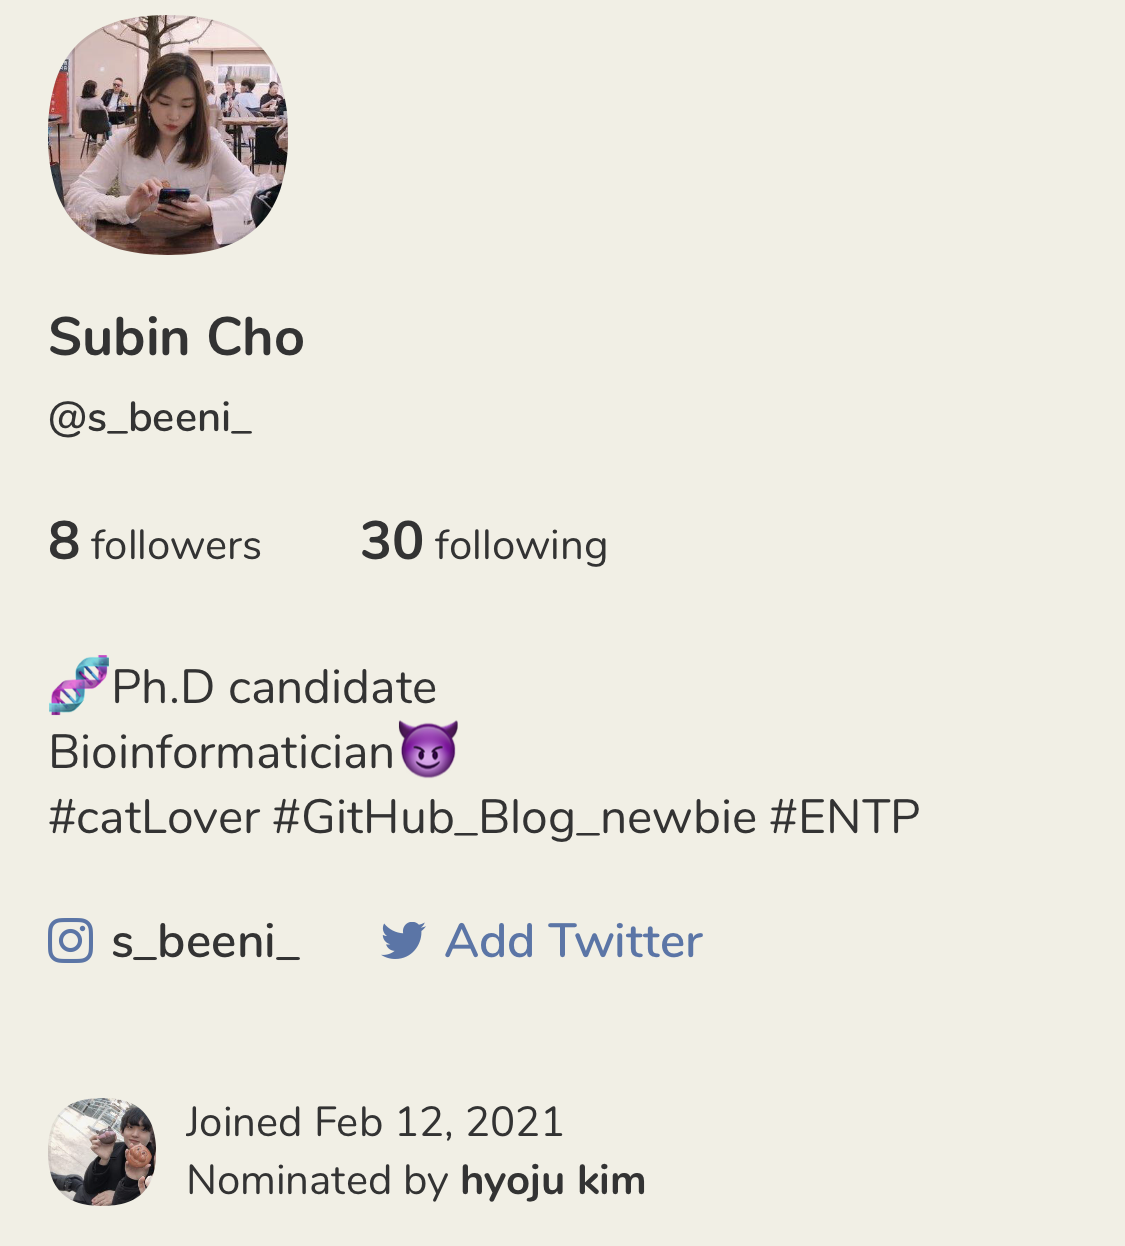 Subin Cho
@s_beeni_
8 followers 30 following
🧬Ph.D candidate
Bioinformatician😈
#catLover #GitHub_Blog_newbie #ENTP
s_beeni_ Add Twitter
Joined Feb 12, 2021
Nominated by hyoju kim